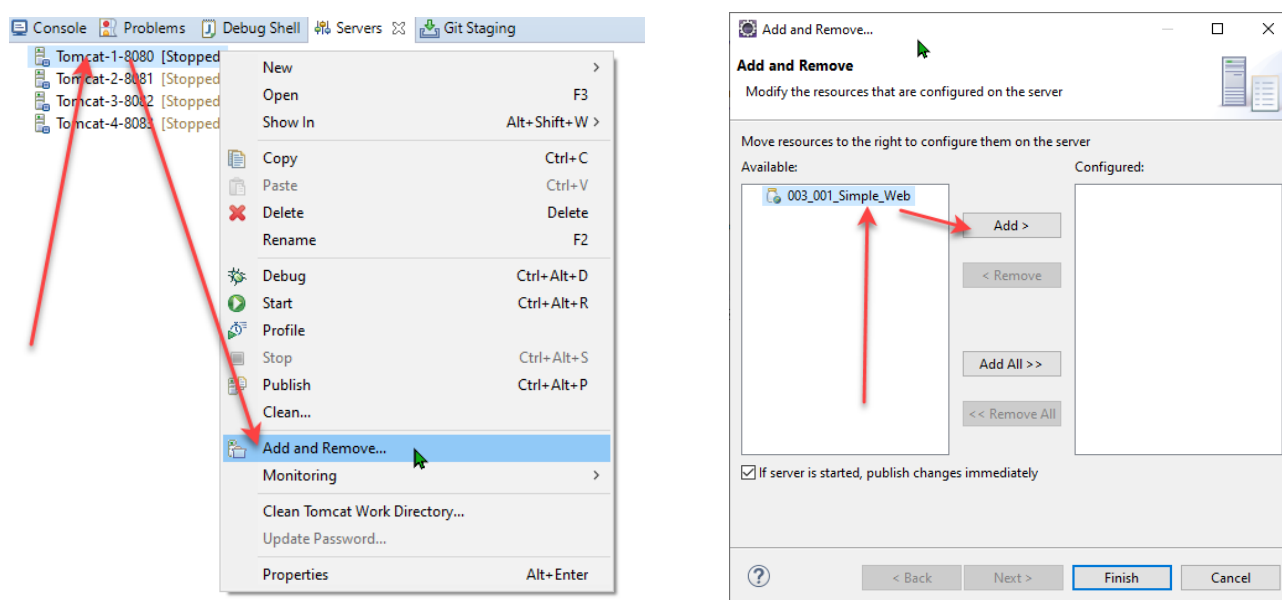 Console Problems Debug Shell Servers Git Staging
Tomcat-1-8080 [Stopped
Tomcat-2-8081 [Stopped
Tomcat-3-8082 [Stopped
Tomcat-4-8083 [Stopped
New >
Open F3
Show In Alt+Shift+W >
Copy Ctrl+C
Paste Ctrl+V
Delete Delete
Rename F2
Debug Ctrl+Alt+D
Start Ctrl+Alt+R
Profile
Stop Ctrl+Alt+S
Publish Ctrl+Alt+P
Clean...
Add and Remove...
Monitoring >
Clean Tomcat Work Directory...
Update Password...
Properties Alt+Enter
Add and Remove...
Add and Remove
Modify the resources that are configured on the server
Move resources to the right to configure them on the server
Available: Configured:
003_001_Simple_Web
Add >
< Remove
Add All >>
<< Remove All
If server is started, publish changes immediately
? < Back Next > Finish Cancel